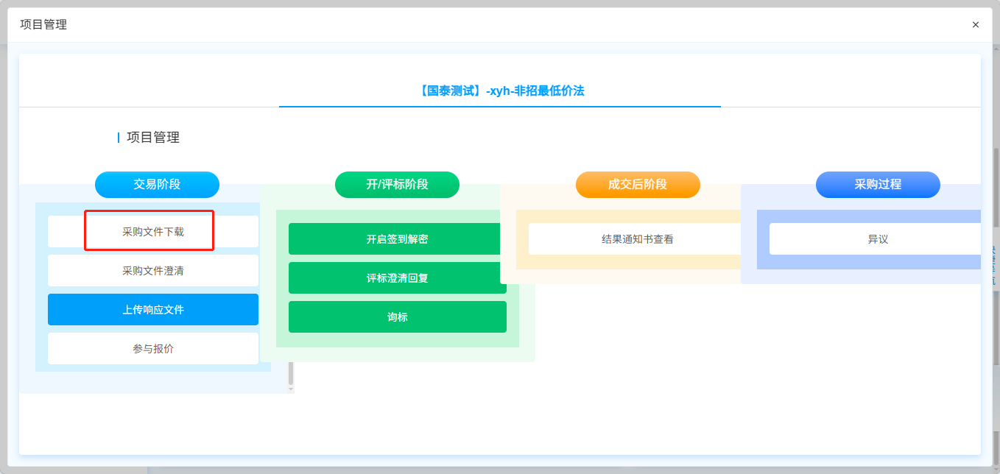 项目管理
×
【国泰测试】-xyh-非招最低价法
项目管理
交易阶段
采购文件下载
采购文件澄清
上传响应文件
参与报价
开/评标阶段
开启签到解密
评标澄清回复
询标
成交后阶段
结果通知书查看
采购过程
异议